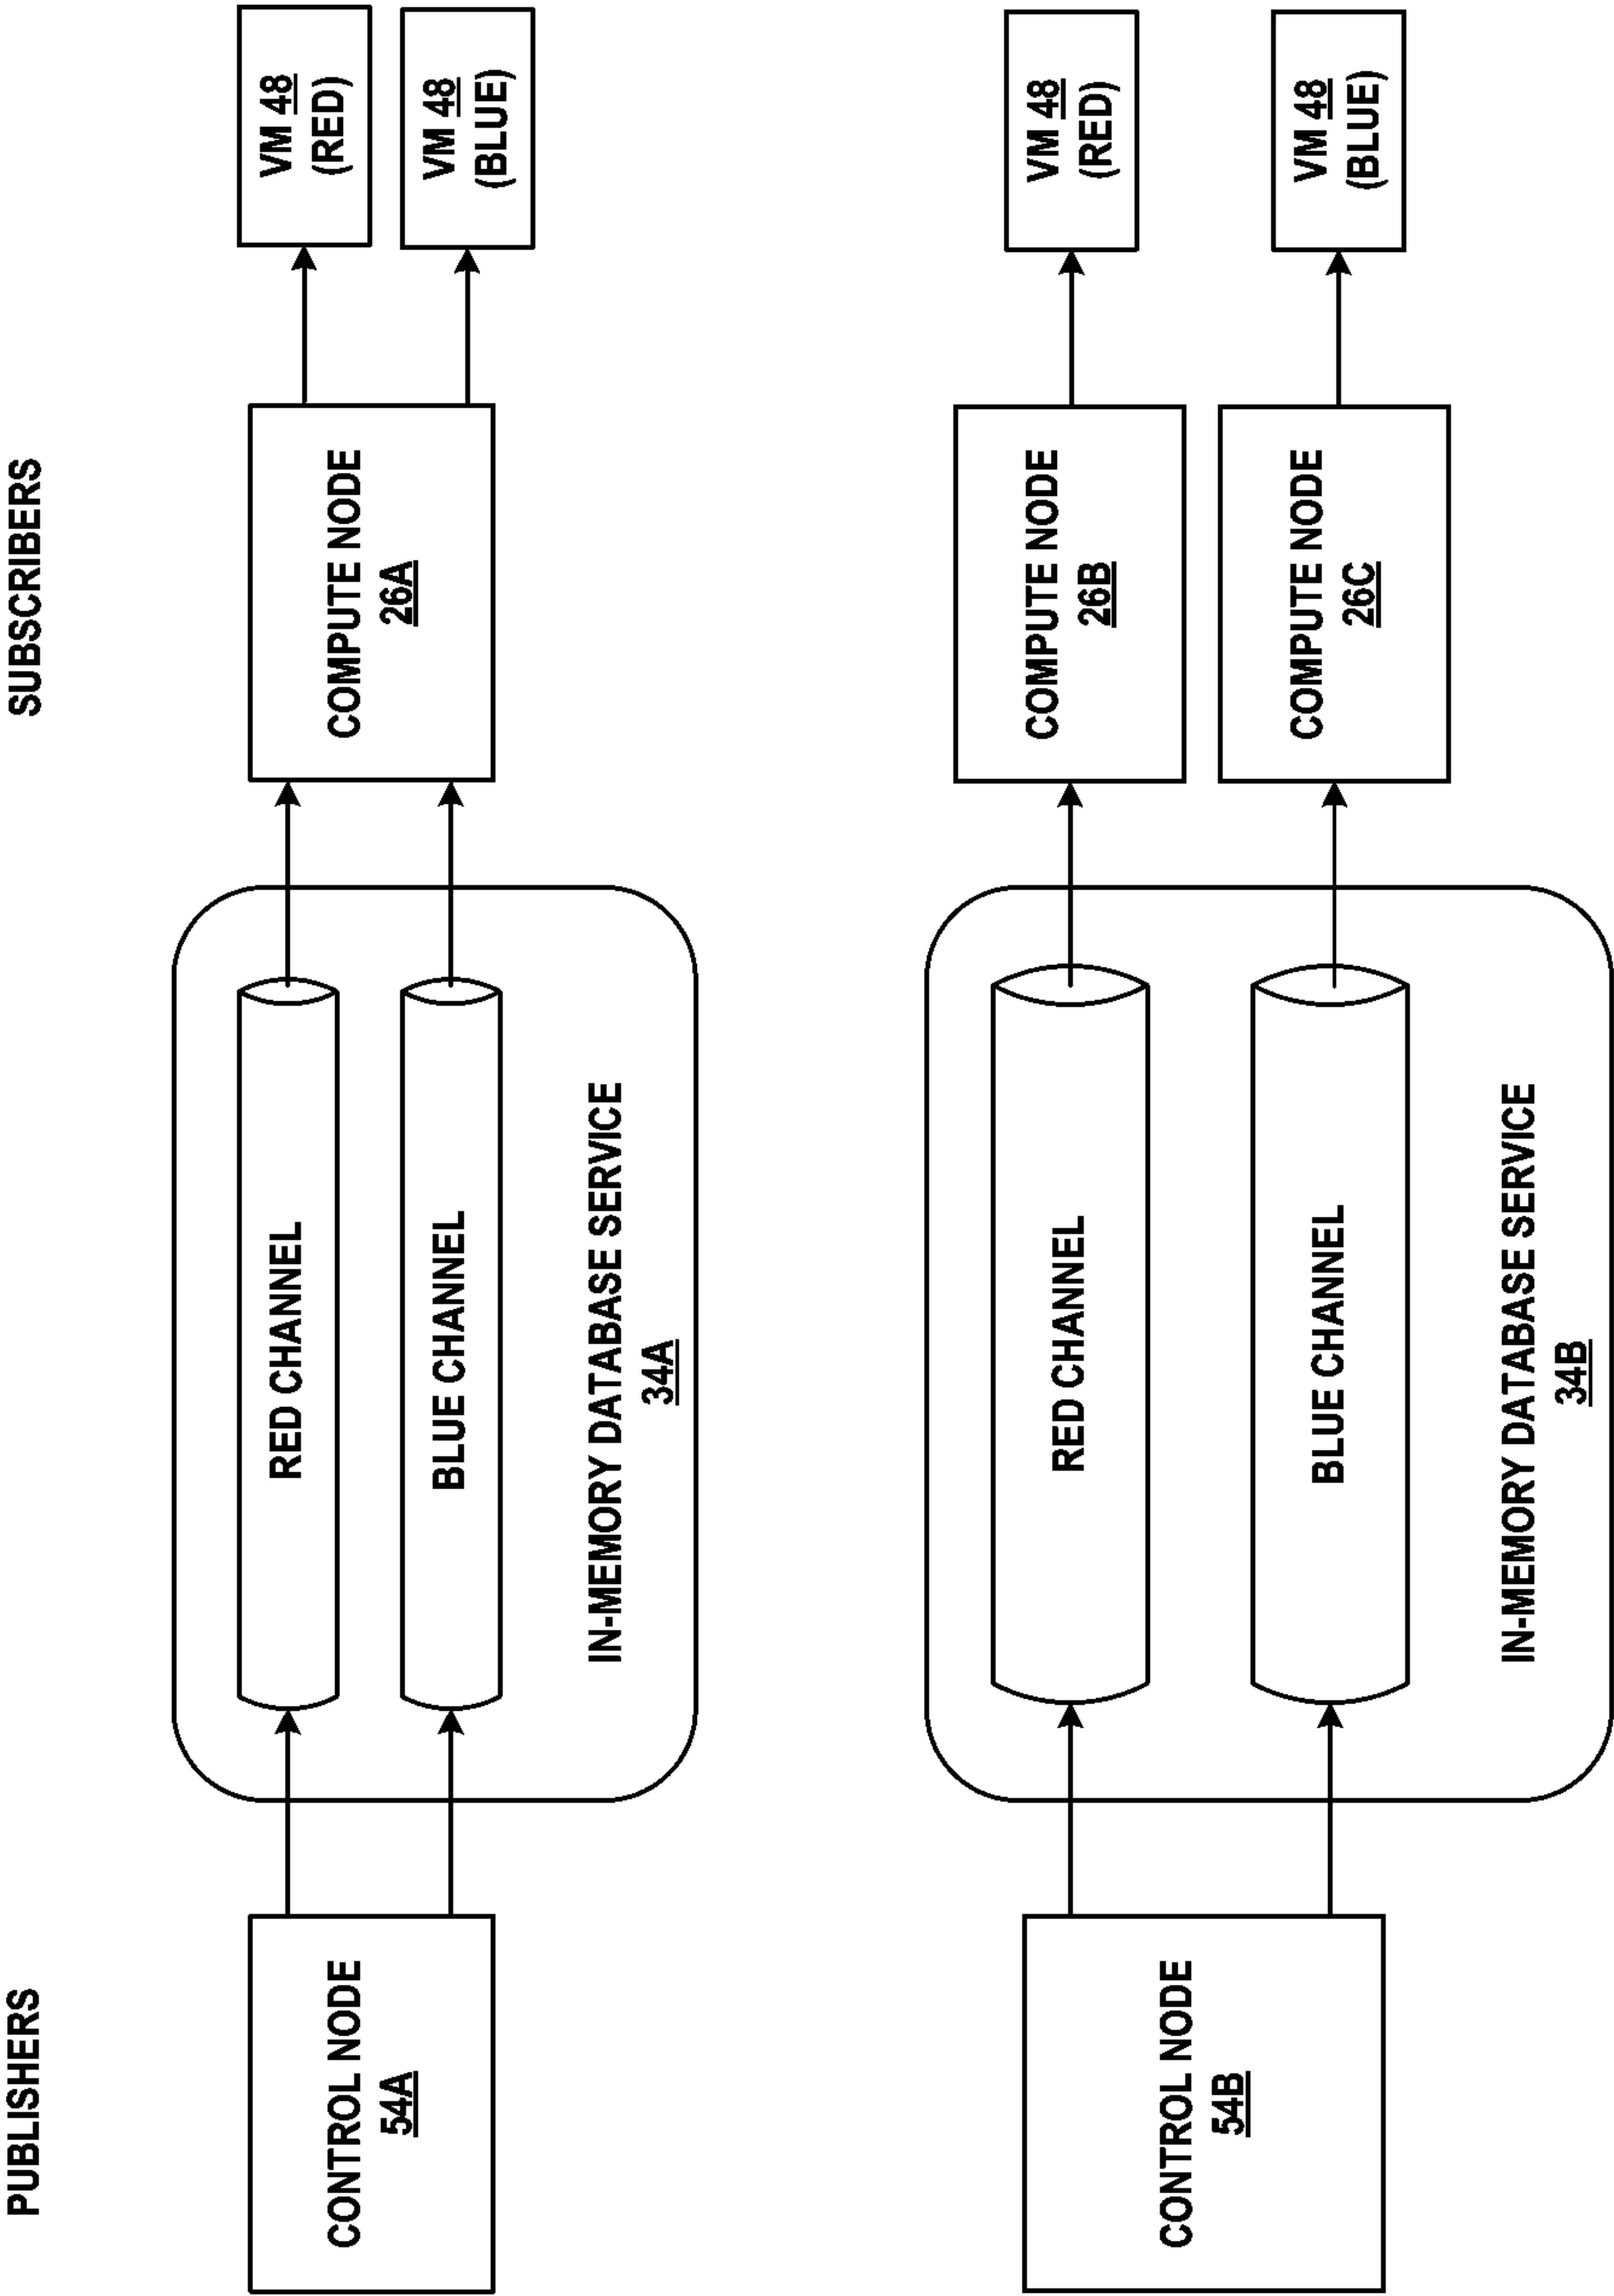 PUBLISHERS
SUBSCRIBERS
CONTROL NODE
54A
RED CHANNEL
BLUE CHANNEL
IN-MEMORY DATABASE SERVICE
34A
COMPUTE NODE
26A
VM 48
(RED)
VM 48
(BLUE)
CONTROL NODE
54B
RED CHANNEL
BLUE CHANNEL
IN-MEMORY DATABASE SERVICE
34B
COMPUTE NODE
26B
COMPUTE NODE
26C
VM 48
(RED)
VM 48
(BLUE)